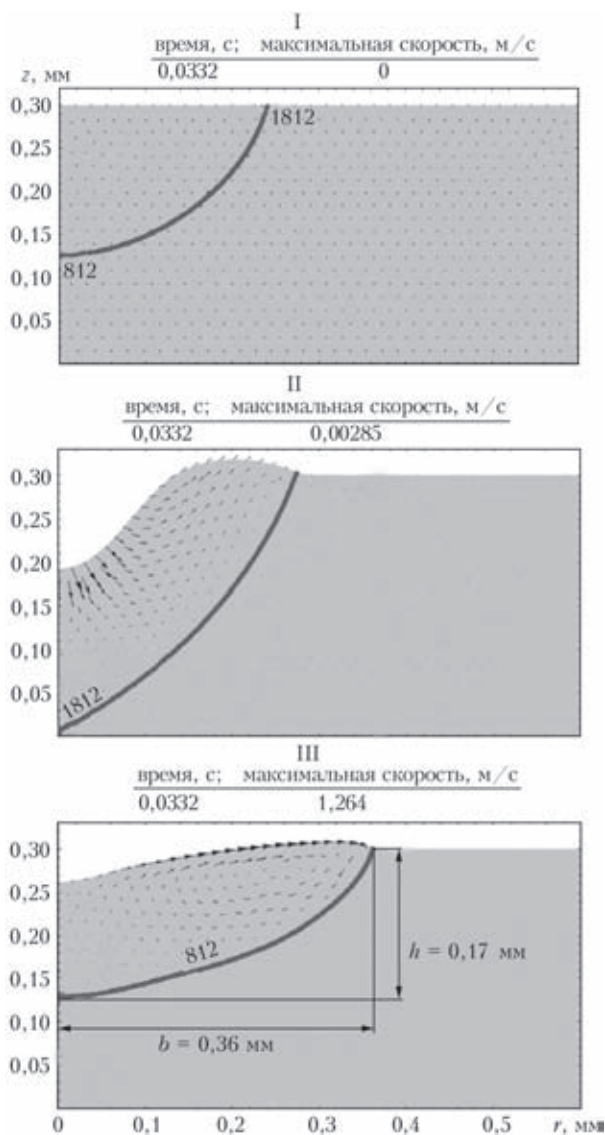 I
время, с; максимальная скорость, м/с
0,0332 0
z, мм
0,30
1812
0,25
0,20
0,15
812
0,10
0,05
II
время, с; максимальная скорость, м/с
0,0332 0,00285
0,30
0,25
0,20
0,15
0,10
0,05
1812
III
время, с; максимальная скорость, м/с
0,0332 1,264
0,30
0,25
0,20
812
h = 0,17 мм
0,15
0,10
b = 0,36 мм
0,05
0 0,1 0,2 0,3 0,4 0,5 r, мм